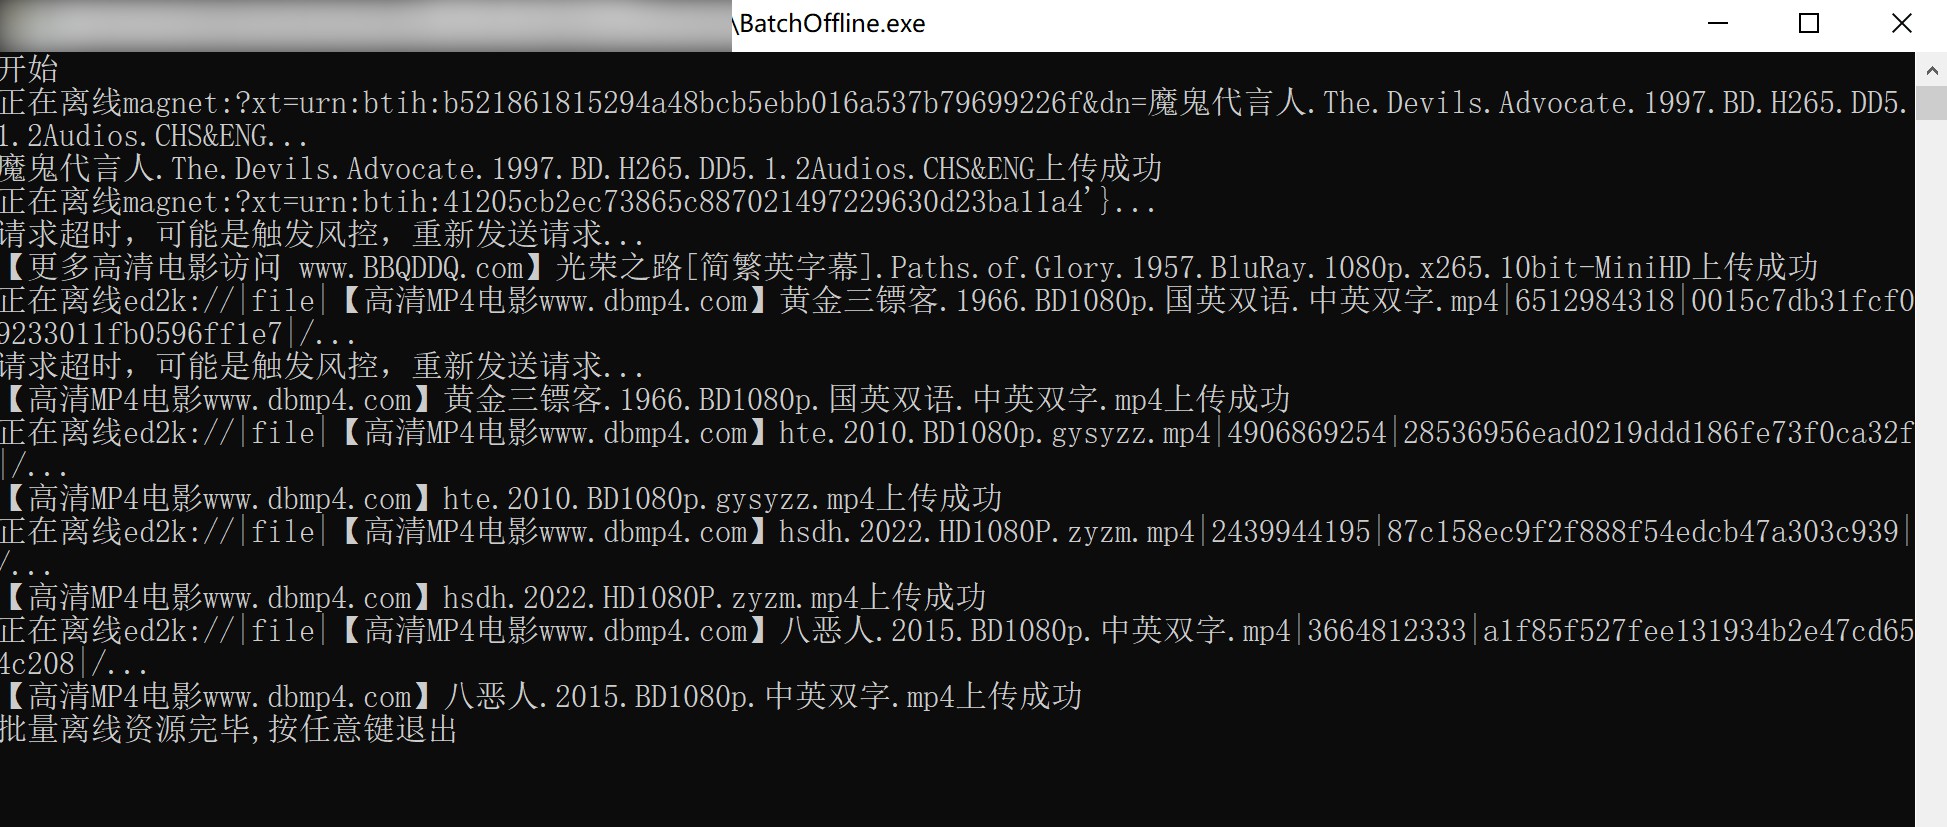 \BatchOffline.exe
开始
正在离线magnet:?xt=urn:btih:b521861815294a48bcb5ebb016a537b79699226f&dn=魔鬼代言人.The.Devils.Advocate.1997.BD.H265.DD5.
1.2Audios.CHS&ENG...
魔鬼代言人.The.Devils.Advocate.1997.BD.H265.DD5.1.2Audios.CHS&ENG上传成功
正在离线magnet:?xt=urn:btih:41205cb2ec73865c887021497229630d23ba11a4'}...
请求超时，可能是触发风控，重新发送请求...
【更多高清电影访问 www.BBQDDQ.com】光荣之路[简繁英字幕].Paths.of.Glory.1957.BluRay.1080p.x265.10bit-MiniHD上传成功
正在离线ed2k://|file|【高清MP4电影www.dbmp4.com】黄金三镖客.1966.BD1080p.国英双语.中英双字.mp4|6512984318|0015c7db31fcf0
9233011fb0596ff1e7|/...
请求超时，可能是触发风控，重新发送请求...
【高清MP4电影www.dbmp4.com】黄金三镖客.1966.BD1080p.国英双语.中英双字.mp4上传成功
正在离线ed2k://|file|【高清MP4电影www.dbmp4.com】hte.2010.BD1080p.gysyzz.mp4|4906869254|28536956ead0219ddd186fe73f0ca32f
|/...
【高清MP4电影www.dbmp4.com】hte.2010.BD1080p.gysyzz.mp4上传成功
正在离线ed2k://|file|【高清MP4电影www.dbmp4.com】hsdh.2022.HD1080P.zyzm.mp4|2439944195|87c158ec9f2f888f54edcb47a303c939|
/...
【高清MP4电影www.dbmp4.com】hsdh.2022.HD1080P.zyzm.mp4上传成功
正在离线ed2k://|file|【高清MP4电影www.dbmp4.com】八恶人.2015.BD1080p.中英双字.mp4|3664812333|a1f85f527fee131934b2e47cd65
4c208|/...
【高清MP4电影www.dbmp4.com】八恶人.2015.BD1080p.中英双字.mp4上传成功
批量离线资源完毕,按任意键退出